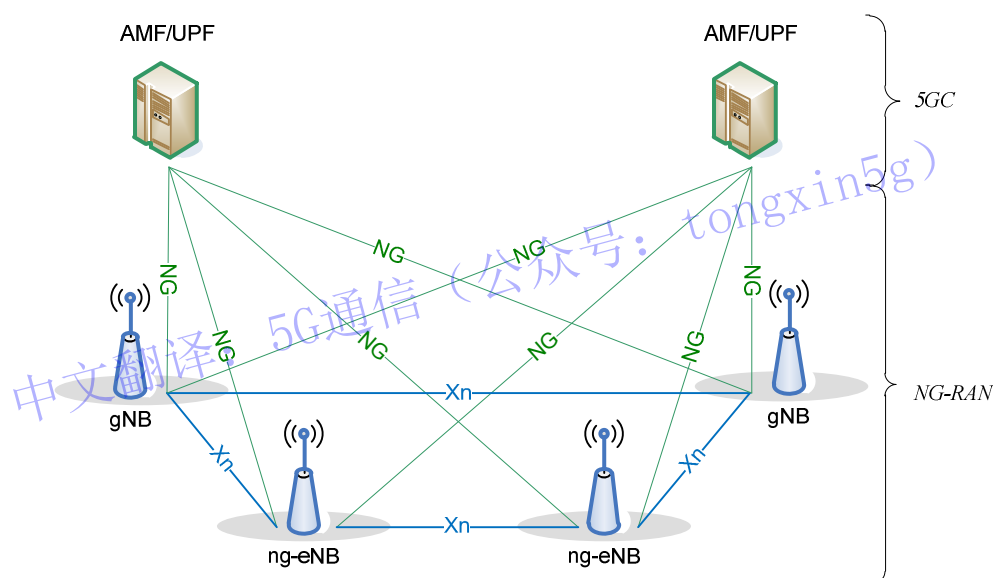 AMF/UPF
AMF/UPF
5GC
中文翻译：5G通信（公众号：tongxin5g）
NG
NG
NG
NG
NG
NG
NG
NG
gNB
Xn
gNB
NG-RAN
Xn
Xn
Xn
ng-eNB
ng-eNB